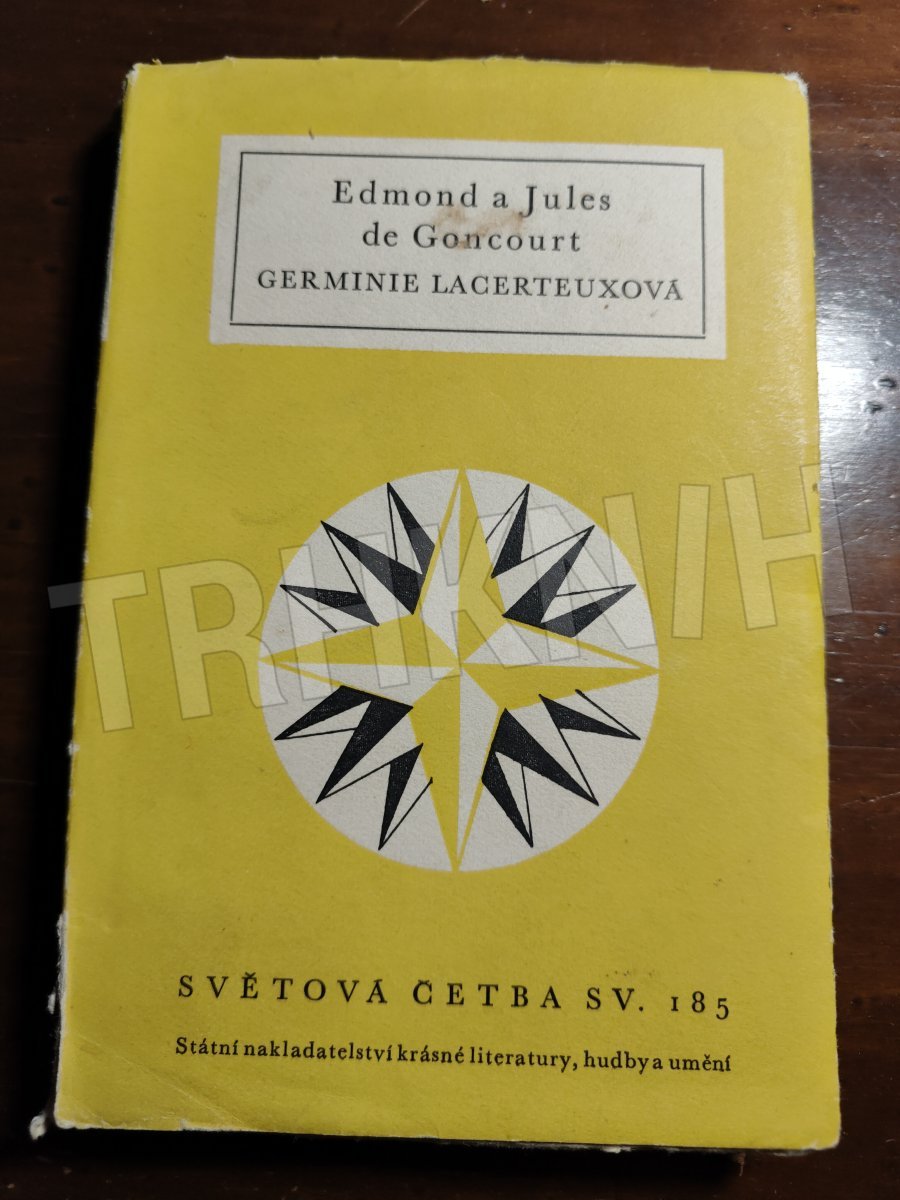 Edmond a Jules
de Goncourt
GERMINIE LACERTEUXOVÁ
TRHKNIH
SVĚTOVÁ ČETBA SV. 185
Státní nakladatelství krásné literatury, hudby a umění